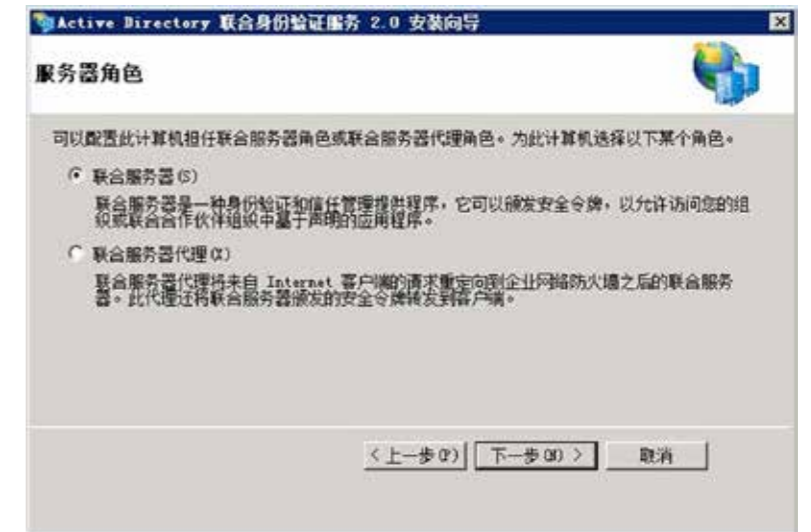 Active Directory 联合身份验证服务 2.0 安装向导
服务器角色
可以配置此计算机担任联合服务器角色或联合服务器代理角色。为此计算机选择以下某个角色。
联合服务器(S)
联合服务器是一种身份验证和信任管理提供程序，它可以颁发安全令牌，以允许访问您的组
织或联合合作伙伴组织中基于声明的应用程序。
联合服务器代理(X)
联合服务器代理将来自 Internet 客户端的请求重定向到企业网络防火墙之后的联合服务
器。此代理还将联合服务器颁发的安全令牌转发到客户端。
<上一步(P) 下一步(N) > 取消